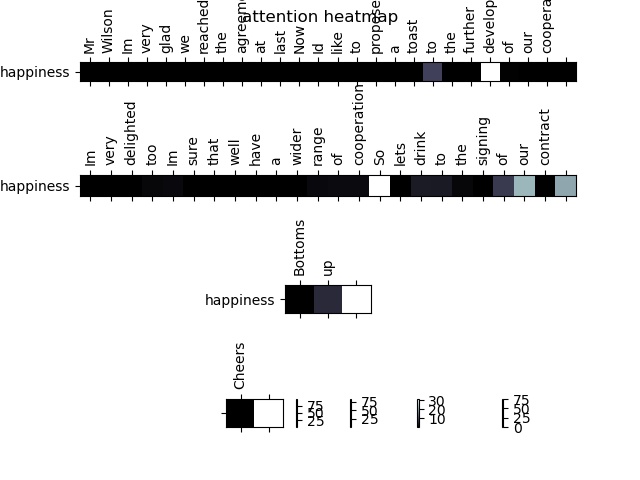 attention heatmap
Mr Wilson Im very glad we reached the at last Now Id like to a toast to the further of our
happiness
Im very delighted too Im sure that well have a wider range of cooperation So lets drink to the signing of our contract
happiness
Bottoms up
happiness
Cheers
75 50 25
75 50 25
30 20 10
75 50 25 0